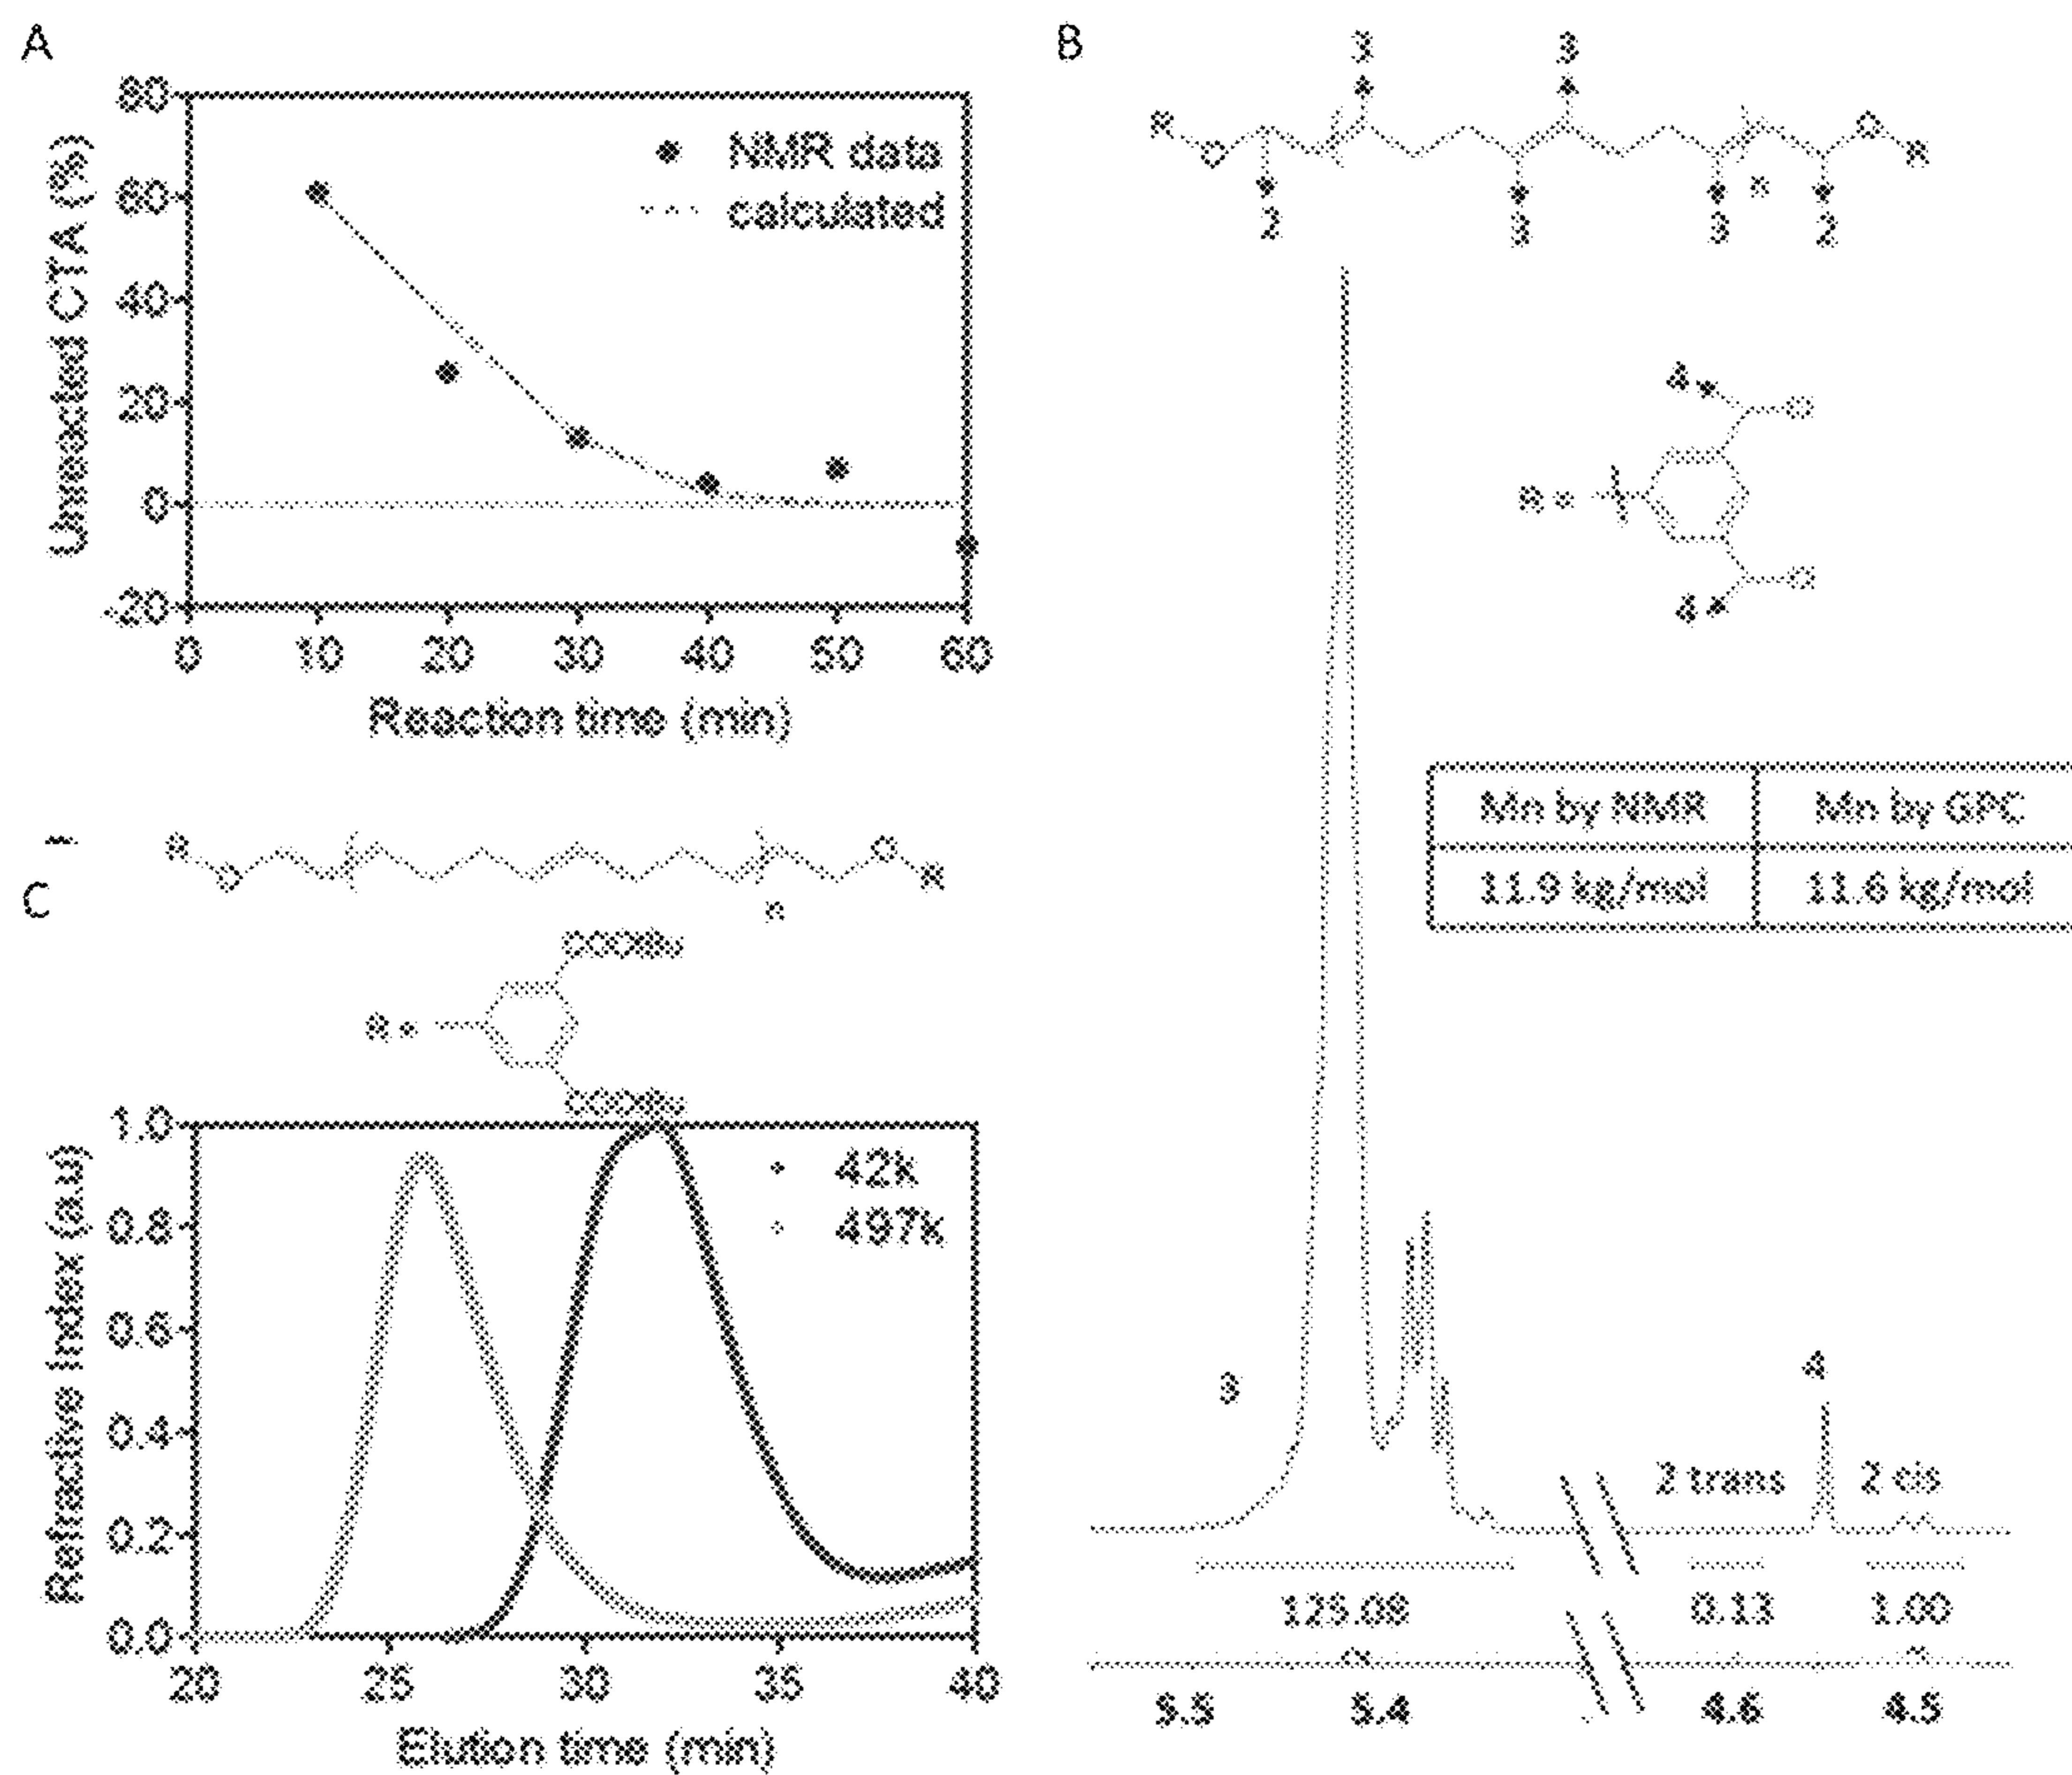 A
80
60
40
20
0
-20
Unreacted CTA (%)
NMR data
calculated
0 10 20 30 40 50 60
Reaction time (min)
B
3 3
R O O R
2 3 3 n 2
4 O
R =
4 O
Mn by NMR Mn by GPC
11.9 kg/mol 11.6 kg/mol
3
2 trans
4
2 cis
125.08 0.13 1.00
5.5 5.4 4.6 4.5
C
R O O R
n
COOtBu
R =
COOtBu
1.0
0.8
0.6
0.4
0.2
0.0
Refractive Index (a.u)
42k
497k
20 25 30 35 40
Elution time (min)